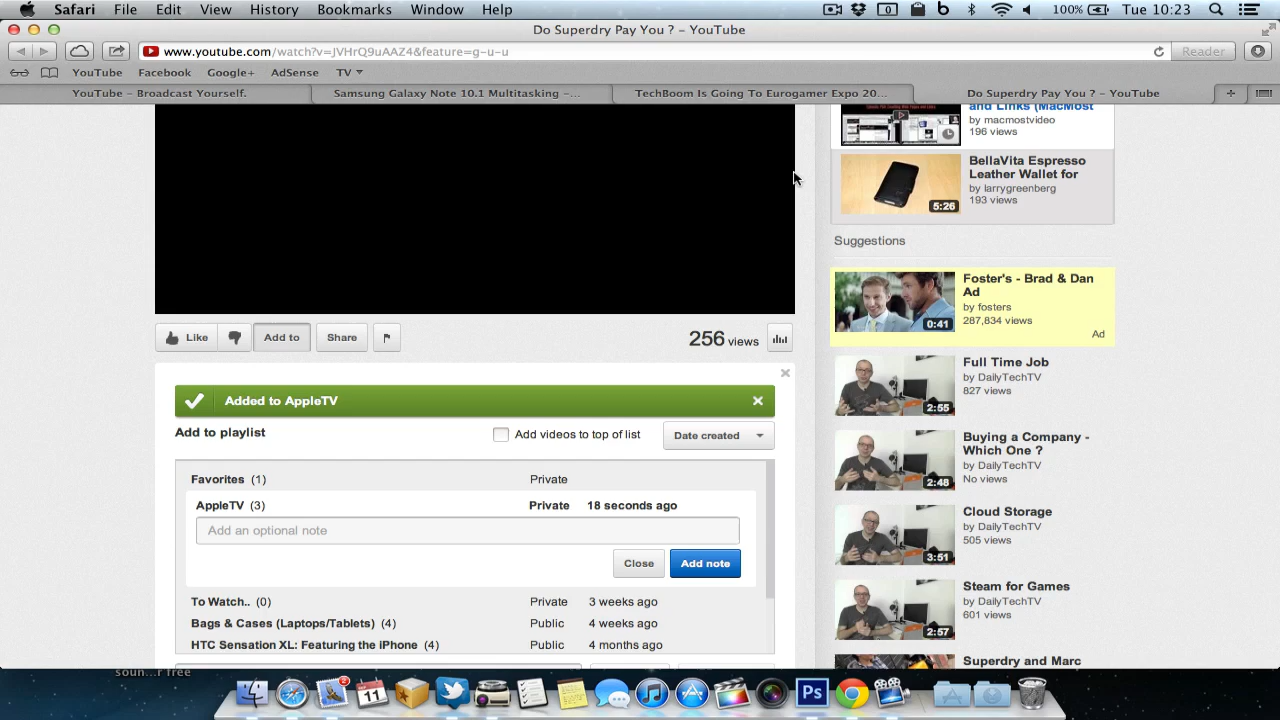 Safari File Edit View History Bookmarks Window Help
100% Tue 10:23
Do Superdry Pay You ? – YouTube
www.youtube.com/watch?v=JVHrQ9uAAZ4&feature=g-u-u
Reader
YouTube Facebook Google+ AdSense TV
YouTube – Broadcast Yourself.
Samsung Galaxy Note 10.1 Multitasking –...
TechBoom Is Going To Eurogamer Expo 20...
Do Superdry Pay You ? – YouTube
and Links (MacMost
by macmostvideo
196 views
BellaVita Espresso
Leather Wallet for
by larrygreenberg
193 views
5:26
Suggestions
Foster's - Brad & Dan
Ad
by fosters
287,834 views
Ad
0:41
Like
Add to
Share
256 views
Added to AppleTV
Add to playlist
Add videos to top of list
Date created
Favorites (1) Private
AppleTV (3) Private 18 seconds ago
Add an optional note
Close
Add note
To Watch.. (0) Private 3 weeks ago
Bags & Cases (Laptops/Tablets) (4) Public 4 weeks ago
HTC Sensation XL: Featuring the iPhone (4) Public 4 months ago
Full Time Job
by DailyTechTV
827 views
2:55
Buying a Company -
Which One ?
by DailyTechTV
No views
2:48
Cloud Storage
by DailyTechTV
505 views
3:51
Steam for Games
by DailyTechTV
601 views
2:57
Superdry and Marc
soun...r free
2
11
Ps